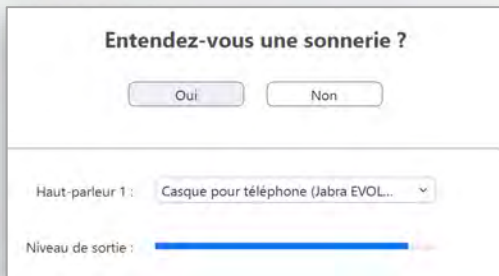 Entendez-vous une sonnerie ?
Oui Non
Haut-parleur 1 : Casque pour téléphone (Jabra EVOL...
Niveau de sortie :